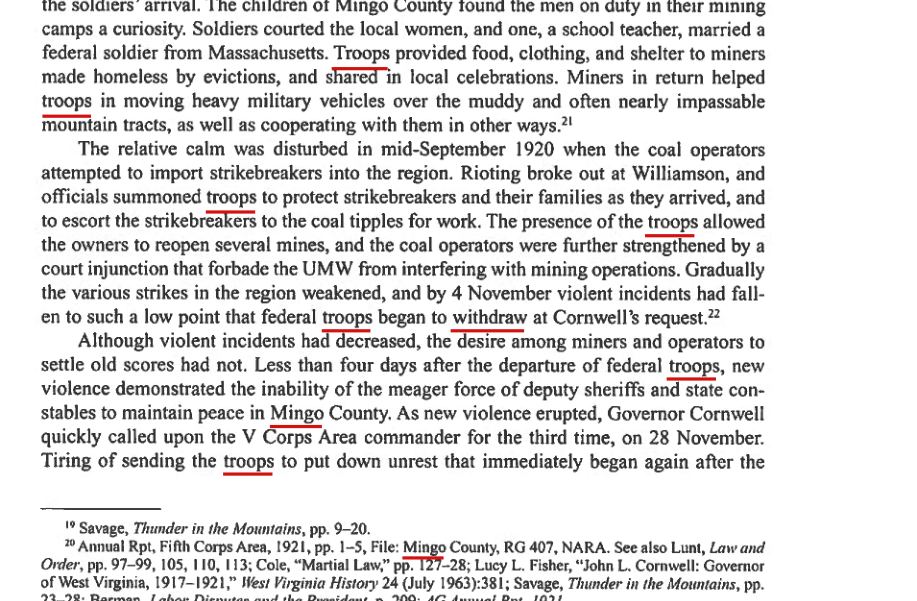 the soldiers' arrival. The children of Mingo County found the men on duty in their mining
camps a curiosity. Soldiers courted the local women, and one, a school teacher, married a
federal soldier from Massachusetts. Troops provided food, clothing, and shelter to miners
made homeless by evictions, and shared in local celebrations. Miners in return helped
troops in moving heavy military vehicles over the muddy and often nearly impassable
mountain tracts, as well as cooperating with them in other ways.²¹
The relative calm was disturbed in mid-September 1920 when the coal operators
attempted to import strikebreakers into the region. Rioting broke out at Williamson, and
officials summoned troops to protect strikebreakers and their families as they arrived, and
to escort the strikebreakers to the coal tipples for work. The presence of the troops allowed
the owners to reopen several mines, and the coal operators were further strengthened by a
court injunction that forbade the UMW from interfering with mining operations. Gradually
the various strikes in the region weakened, and by 4 November violent incidents had fall-
en to such a low point that federal troops began to withdraw at Cornwell's request.²²
Although violent incidents had decreased, the desire among miners and operators to
settle old scores had not. Less than four days after the departure of federal troops, new
violence demonstrated the inability of the meager force of deputy sheriffs and state con-
stables to maintain peace in Mingo County. As new violence erupted, Governor Cornwell
quickly called upon the V Corps Area commander for the third time, on 28 November.
Tiring of sending the troops to put down unrest that immediately began again after the
¹⁹ Savage, Thunder in the Mountains, pp. 9–20.
²⁰ Annual Rpt, Fifth Corps Area, 1921, pp. 1–5, File: Mingo County, RG 407, NARA. See also Lunt, Law and
Order, pp. 97–99, 105, 110, 113; Cole, "Martial Law," pp. 127–28; Lucy L. Fisher, "John L. Cornwell: Governor
of West Virginia, 1917–1921," West Virginia History 24 (July 1963):381; Savage, Thunder in the Mountains, pp.
23–28; Berman, Labor Disputes and the President, p. 209; AG Annual Rpt, 1921